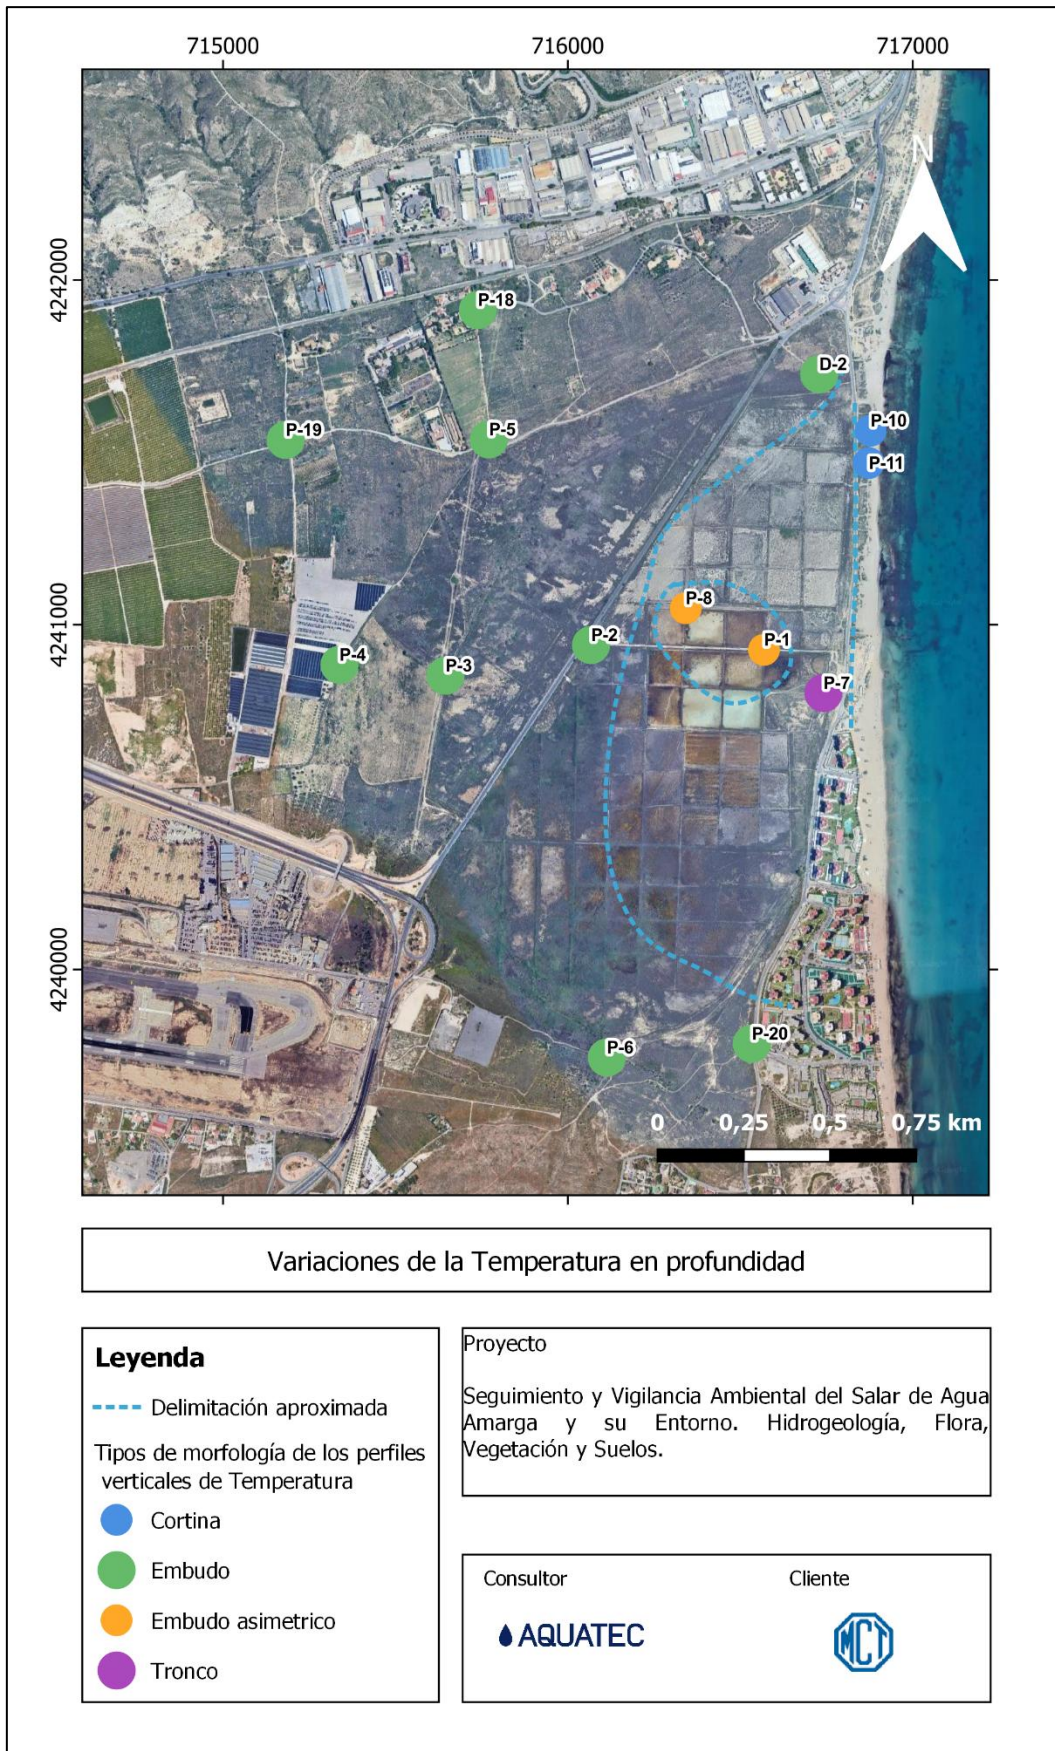 715000
716000
717000
N
4242000
P-18
D-2
P-10
P-19
P-5
P-11
4241000
P-8
P-2
P-1
P-4
P-3
P-7
4240000
P-20
P-6
0 0,25 0,5 0,75 km
Variaciones de la Temperatura en profundidad
Leyenda
Delimitación aproximada
Tipos de morfología de los perfiles
verticales de Temperatura
Cortina
Embudo
Embudo asimetrico
Tronco
Proyecto
Seguimiento y Vigilancia Ambiental del Salar de Agua
Amarga y su Entorno. Hidrogeología, Flora,
Vegetación y Suelos.
Consultor
Cliente
AQUATEC
MCT